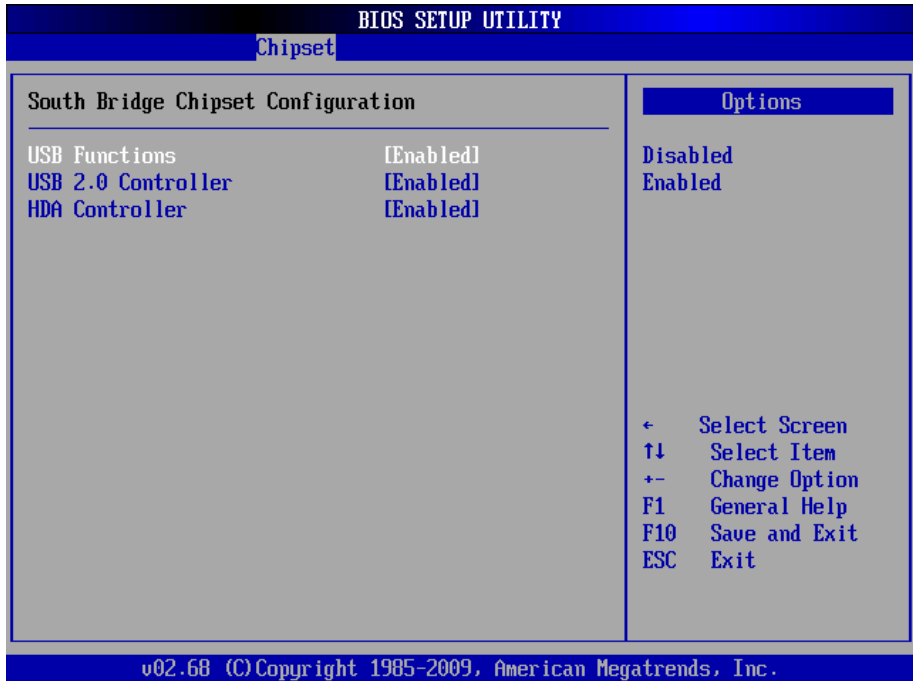 BIOS SETUP UTILITY
Chipset
South Bridge Chipset Configuration
USB Functions [Enabled]
USB 2.0 Controller [Enabled]
HDA Controller [Enabled]
Options
Disabled
Enabled
← Select Screen
↑↓ Select Item
+- Change Option
F1 General Help
F10 Save and Exit
ESC Exit
v02.68 (C)Copyright 1985-2009, American Megatrends, Inc.